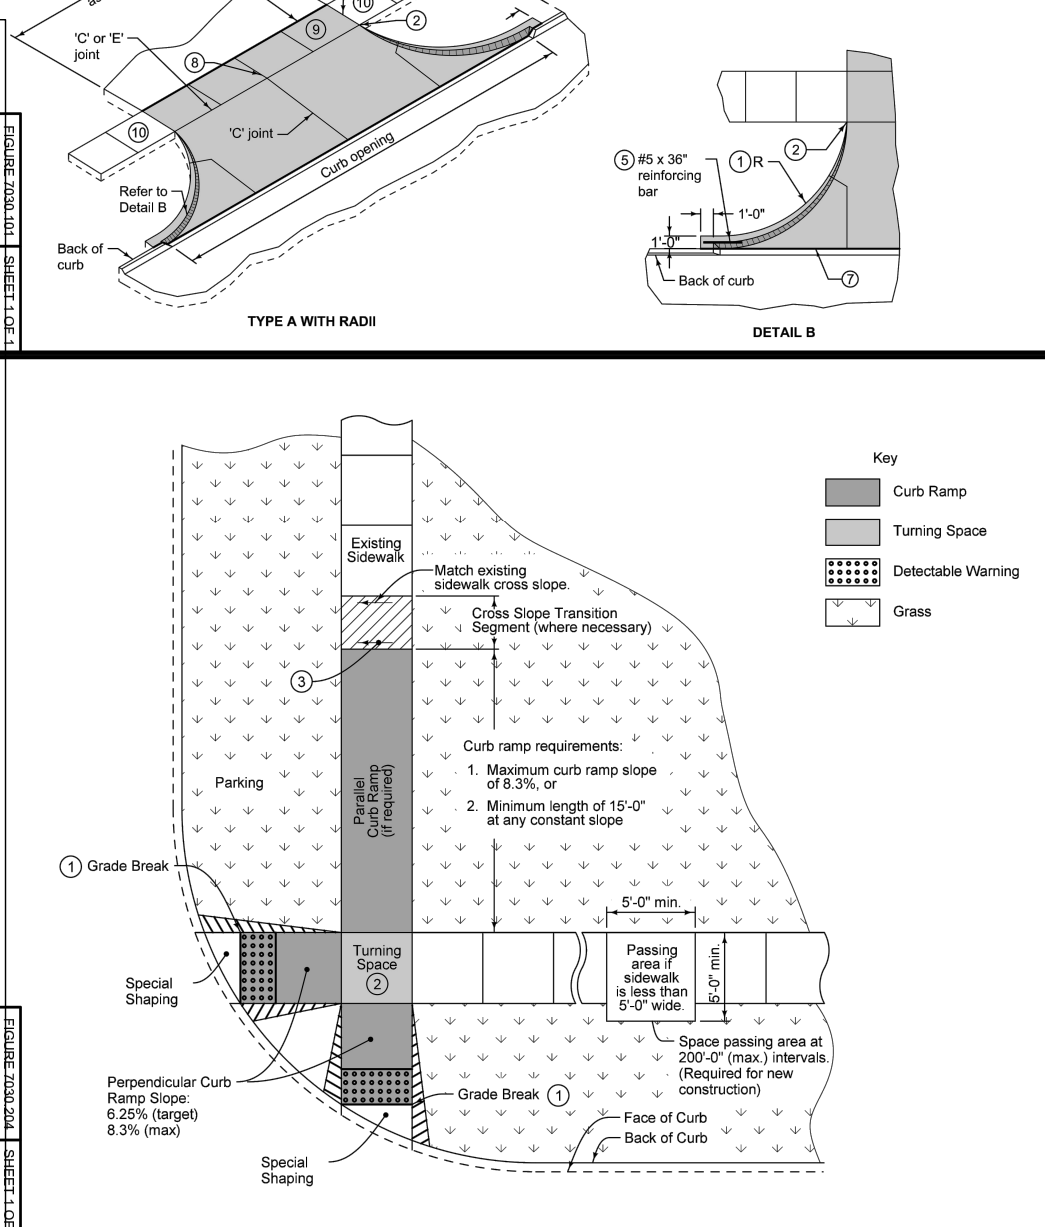 10
2
9
'C' or 'E'
joint
8
10
'C' joint
Curb opening
Refer to
Detail B
Back of
curb
TYPE A WITH RADII
5 #5 x 36"
reinforcing
bar
1 R
2
1'-0"
1'-0"
Back of curb
7
DETAIL B
FIGURE 7030.101
SHEET 1 OF 1
Key
Curb Ramp
Turning Space
Detectable Warning
Grass
Existing
Sidewalk
Match existing
sidewalk cross slope.
Cross Slope Transition
Segment (where necessary)
3
Parallel
Curb Ramp
(if required)
Curb ramp requirements:
1. Maximum curb ramp slope
of 8.3%, or
2. Minimum length of 15'-0"
at any constant slope
Parking
1 Grade Break
5'-0" min.
Turning
Space
2
Passing
area if
sidewalk
is less than
5'-0" wide.
5'-0" min.
Special
Shaping
Space passing area at
200'-0" (max.) intervals.
(Required for new
construction)
Perpendicular Curb
Ramp Slope:
6.25% (target)
8.3% (max)
Grade Break 1
Face of Curb
Back of Curb
Special
Shaping
FIGURE 7030.204
SHEET 1 OF